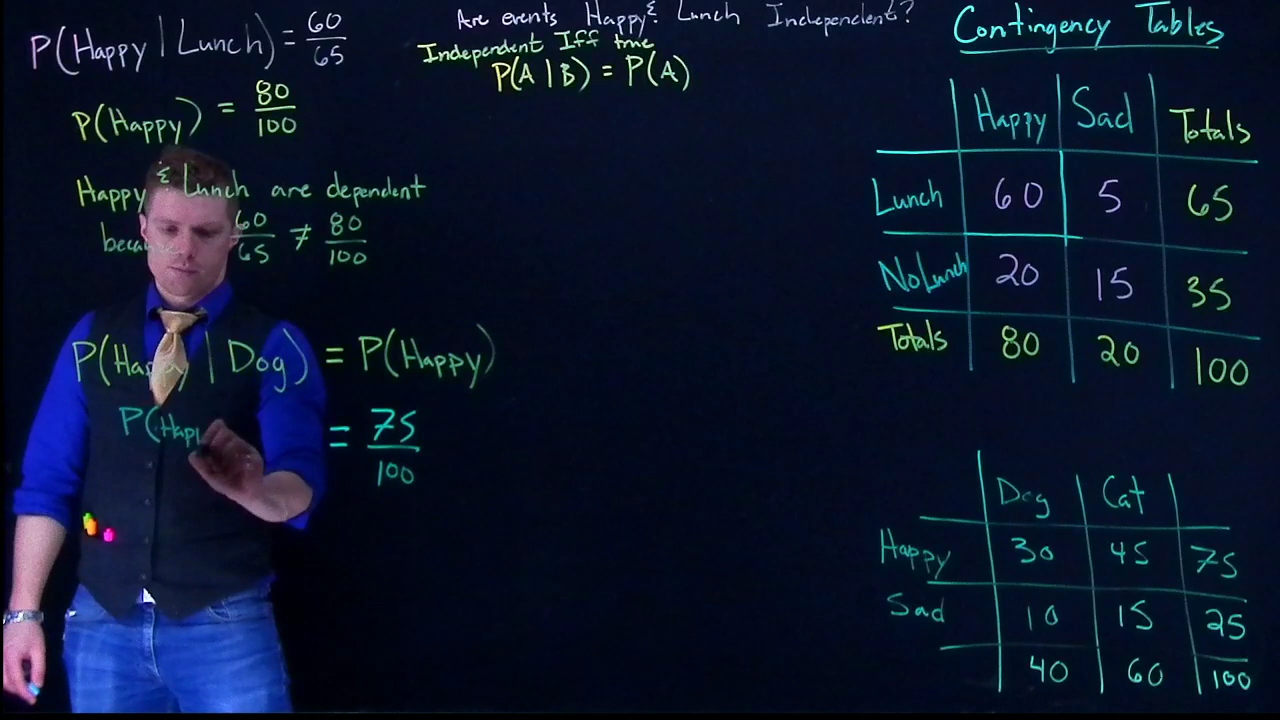 P(Happy | Lunch) = 60/65
P(Happy) = 80/100
Happy & Lunch are dependent
60/65 ≠ 80/100
P(Happy | Dog) = P(Happy)
= 75/100
Are events Happy & Lunch Independent?
Independent Iff true
P(A | B) = P(A)
Contingency Tables
Happy Sad Totals
Lunch 60 5 65
No Lunch 20 15 35
Totals 80 20 100
Dog Cat
Happy 30 45 75
Sad 10 15 25
40 60 100